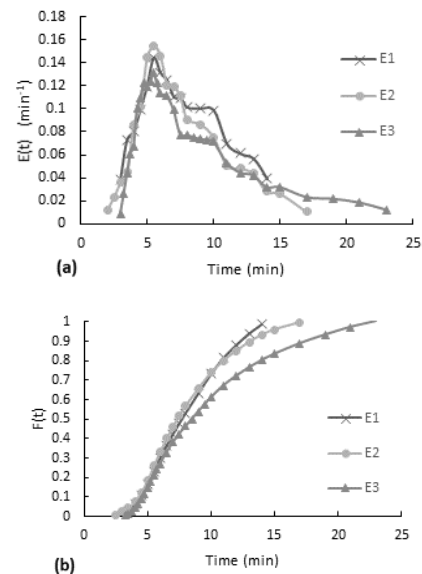 0.18
0.16
0.14
0.12
0.1
0.08
0.06
0.04
0.02
0
E(t) (min⁻¹)
E1
E2
E3
0 5 10 15 20 25
(a)
Time (min)
1
0.9
0.8
0.7
0.6
0.5
0.4
0.3
0.2
0.1
0
F(t)
E1
E2
E3
0 5 10 15 20 25
(b)
Time (min)